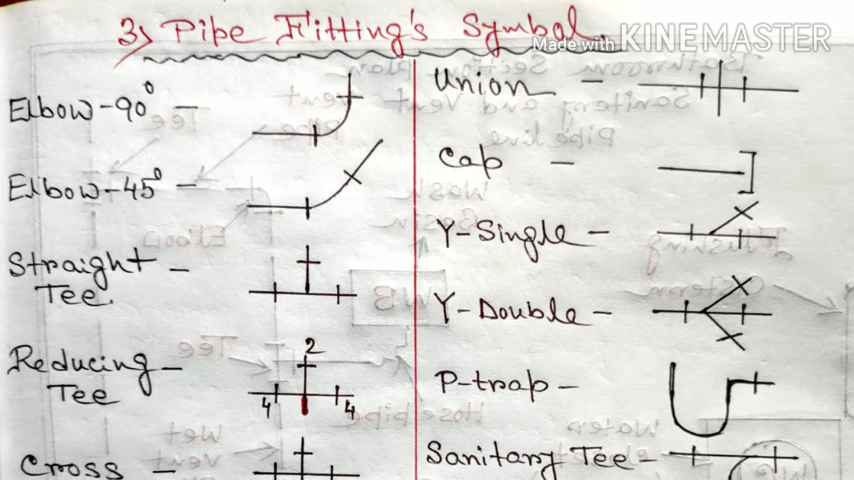 3) Pipe Fitting's Symbol.
Made with KINEMASTER
Elbow-90° -
Elbow-45° -
Straight -
Tee.
Reducing -
Tee
2
4 4
Cross -
Union -
Cap -
Y-Single -
Y-Double -
P-trap -
Sanitary Tee -